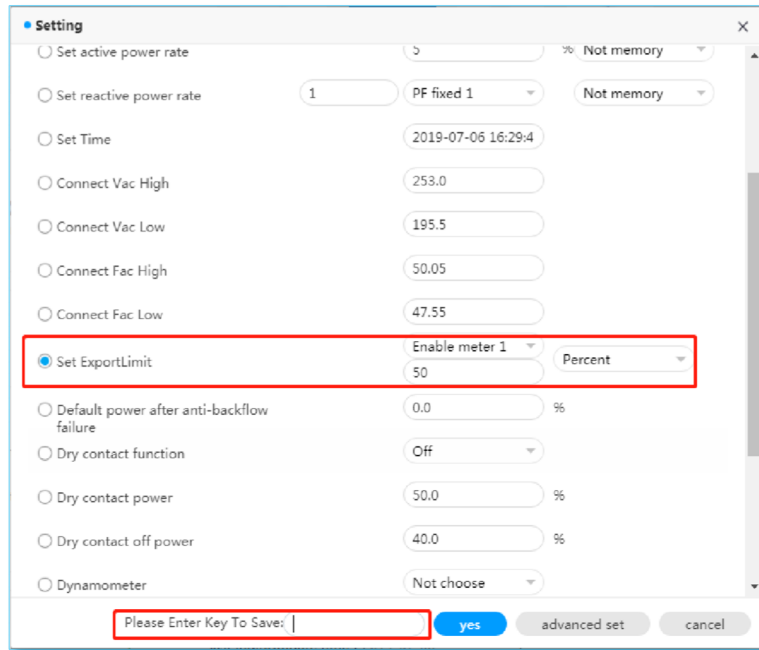 Setting
Set active power rate 5 % Not memory
Set reactive power rate 1 PF fixed 1 Not memory
Set Time 2019-07-06 16:29:4
Connect Vac High 253.0
Connect Vac Low 195.5
Connect Fac High 50.05
Connect Fac Low 47.55
Set ExportLimit Enable meter 1 Percent
50
Default power after anti-backflow 0.0 %
failure
Dry contact function Off
Dry contact power 50.0 %
Dry contact off power 40.0 %
Dynamometer Not choose
Please Enter Key To Save: yes advanced set cancel